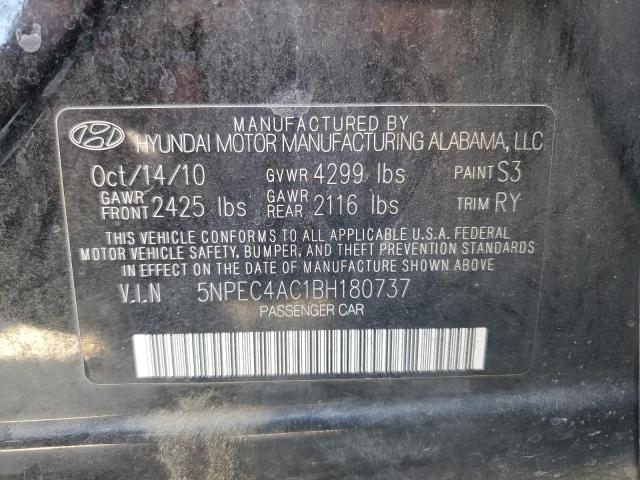 MANUFACTURED BY
HYUNDAI MOTOR MANUFACTURING ALABAMA, LLC
Oct/14/10 GVWR 4299 lbs PAINT S3
GAWR FRONT 2425 lbs GAWR REAR 2116 lbs TRIM RY
THIS VEHICLE CONFORMS TO ALL APPLICABLE U.S.A. FEDERAL
MOTOR VEHICLE SAFETY, BUMPER, AND THEFT PREVENTION STANDARDS
IN EFFECT ON THE DATE OF MANUFACTURE SHOWN ABOVE.
V.I.N 5NPEC4AC1BH180737
PASSENGER CAR